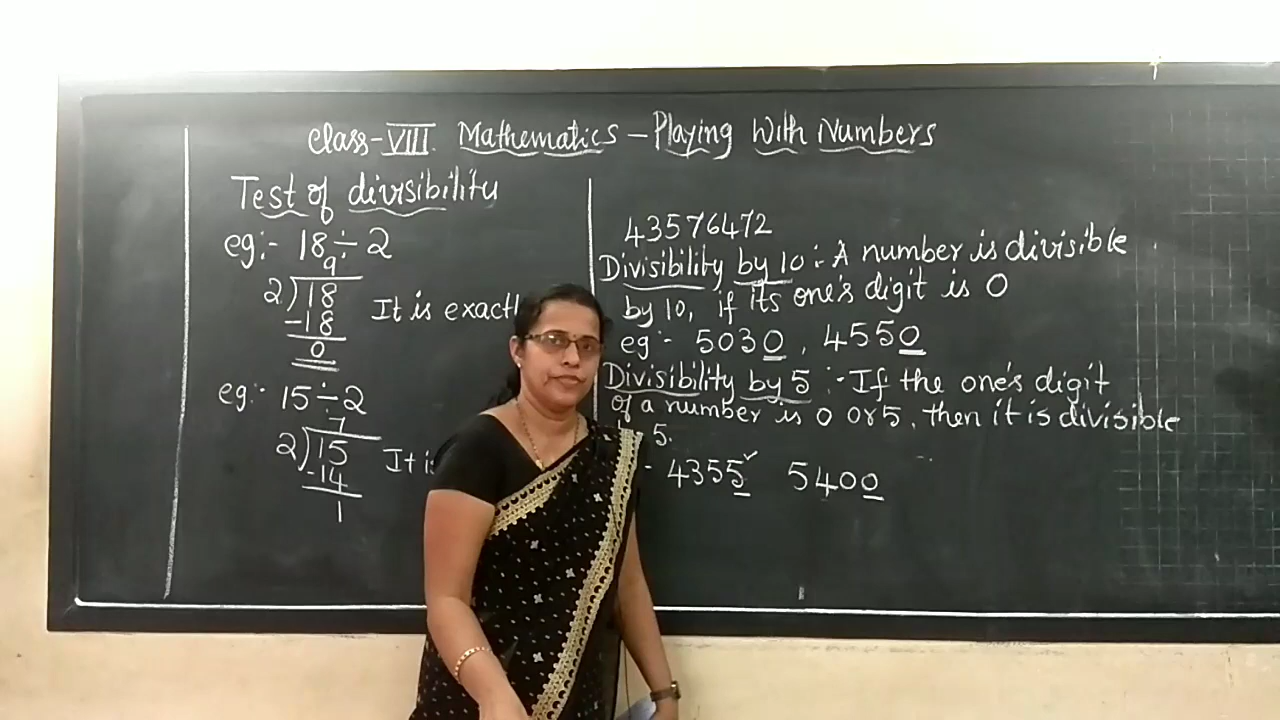 Class-VIII. Mathematics - Playing With Numbers
Test of divisibility
eg:- 18÷2
9
2)18
-18
0
It is exactl
eg:- 15÷2
7
2)15
-14
1
It is
43576472
Divisibility by 10:- A number is divisible
by 10, if its one's digit is 0
eg:- 5030, 4550
Divisibility by 5:- If the one's digit
of a number is 0 or 5, then it is divisible
5.
- 4355✓ 5400